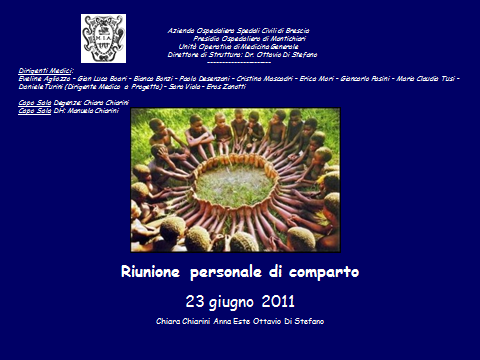 Azienda Ospedaliera Spedali Civili di Brescia
Presidio Ospedaliero di Montichiari
Unità Operativa di Medicina Generale
Direttore di Struttura: Dr. Ottavio Di Stefano
--------------------
Dirigenti Medici:
Eveline Agliozzo – Gian Luca Boari – Bianca Bonzi – Paolo Desenzani – Cristina Moscadri – Erica Mori – Giancarlo Pasini – Maria Claudia Tusi –
Daniele Turini (Dirigente Medico a Progetto) – Sara Viola – Eros Zanotti
Capo Sala Degenze: Chiara Chiarini
Capo Sala DH: Manuela Chiarini
Riunione personale di comparto
23 giugno 2011
Chiara Chiarini Anna Este Ottavio Di Stefano